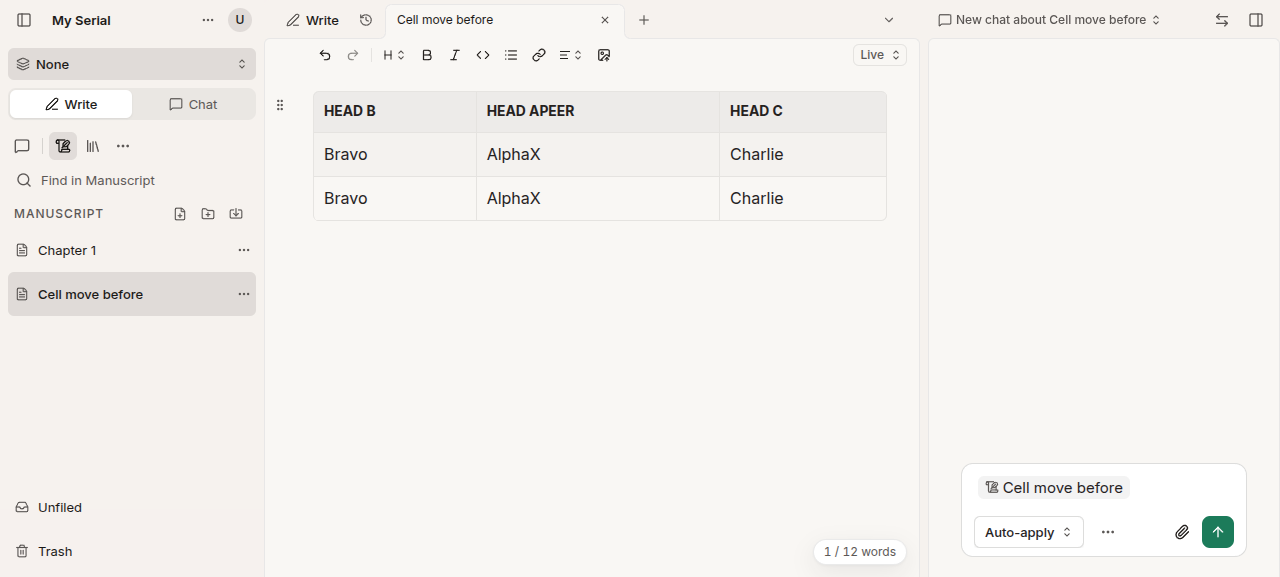 My Serial
U
Write
Cell move before
New chat about Cell move before
None
H
B
I
Live
Write
Chat
HEAD B
HEAD APEER
HEAD C
Bravo
AlphaX
Charlie
Bravo
AlphaX
Charlie
Find in Manuscript
MANUSCRIPT
Chapter 1
Cell move before
Unfiled
Trash
1 / 12 words
Cell move before
Auto-apply